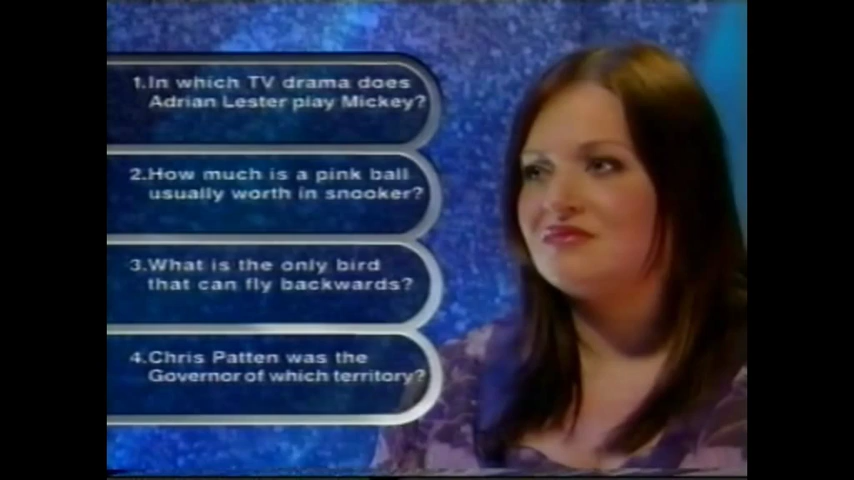 1.In which TV drama does
Adrian Lester play Mickey?
2.How much is a pink ball
usually worth in snooker?
3.What is the only bird
that can fly backwards?
4.Chris Patten was the
Governor of which territory?